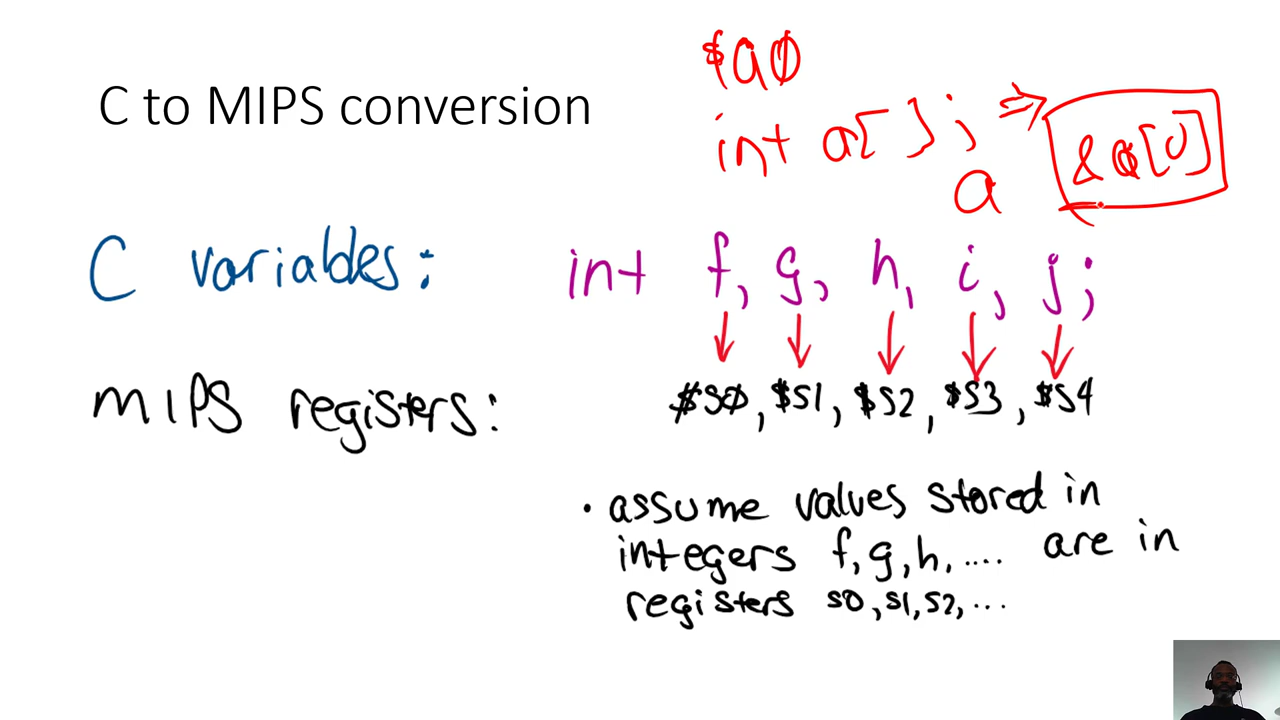 $a0
C to MIPS conversion
int a[];  ⇒ &a[0]
a
C variables: int f, g, h, i, j;
MIPS registers: $s0, $s1, $s2, $s3, $s4
• assume values stored in
integers f, g, h, .... are in
registers s0, s1, s2, ...